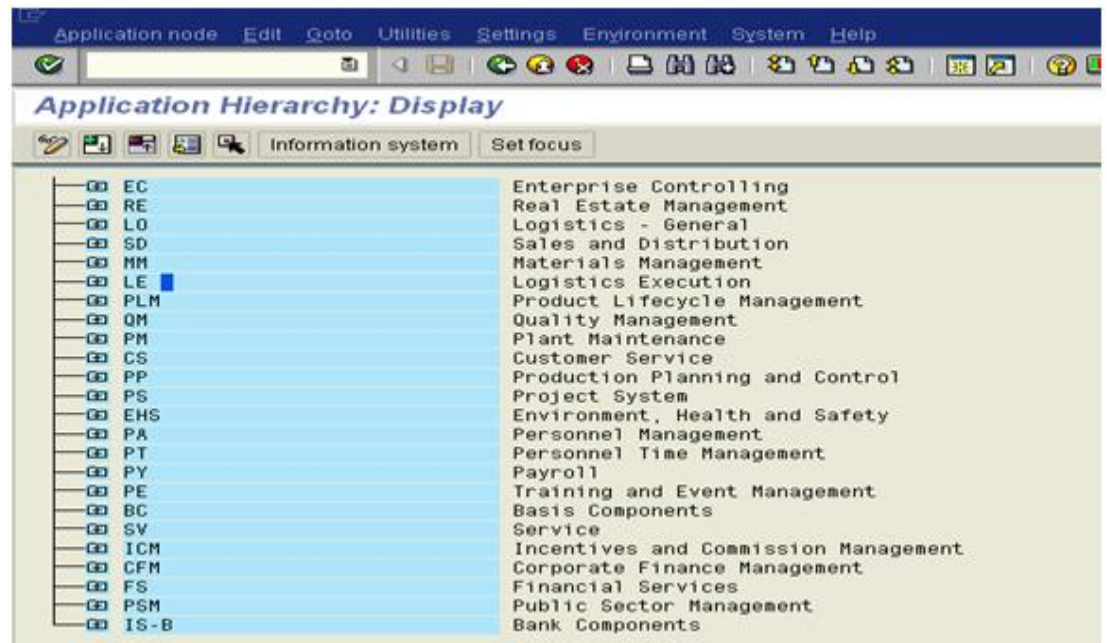 Application node Edit Goto Utilities Settings Environment System Help
Application Hierarchy: Display
Information system Set focus
EC Enterprise Controlling
RE Real Estate Management
LO Logistics - General
SD Sales and Distribution
MM Materials Management
LE Logistics Execution
PLM Product Lifecycle Management
QM Quality Management
PM Plant Maintenance
CS Customer Service
PP Production Planning and Control
PS Project System
EHS Environment, Health and Safety
PA Personnel Management
PT Personnel Time Management
PY Payroll
PE Training and Event Management
BC Basis Components
SV Service
ICM Incentives and Commission Management
CFM Corporate Finance Management
FS Financial Services
PSM Public Sector Management
IS-B Bank Components